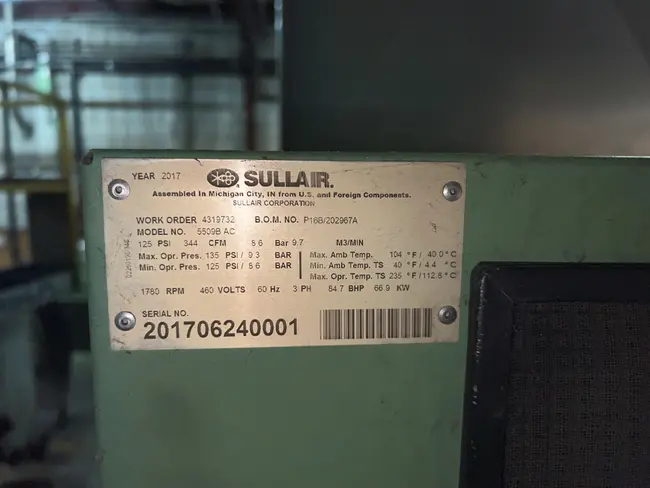 YEAR 2017 SULLAIR.
Assembled In Michigan City, IN from U.S. and Foreign Components.
SULLAIR CORPORATION
WORK ORDER 4319732 B.O.M. NO. P16B/202967A
MODEL NO. 5509B AC
125 PSI 344 CFM 8.6 Bar 9.7 M3/MIN
Max. Opr. Pres. 135 PSI / 9.3 BAR Max. Amb Temp. 104 °F / 40.0°C
Min. Opr. Pres. 125 PSI / 8.6 BAR Min. Amb Temp. TS 40 °F / 4.4°C
Max. Opr Temp. TS 235 °F /112.8°C
1780 RPM 460 VOLTS 60 Hz 3 PH 84.7 BHP 66.9 KW
SERIAL NO.
201706240001